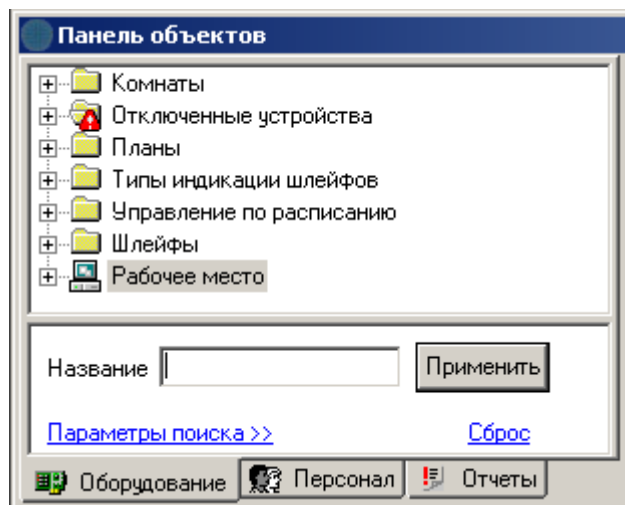 Панель объектов
Комнаты
Отключенные устройства
Планы
Типы индикации шлейфов
Управление по расписанию
Шлейфы
Рабочее место
Название Применить
Параметры поиска >> Сброс
Оборудование Персонал Отчеты